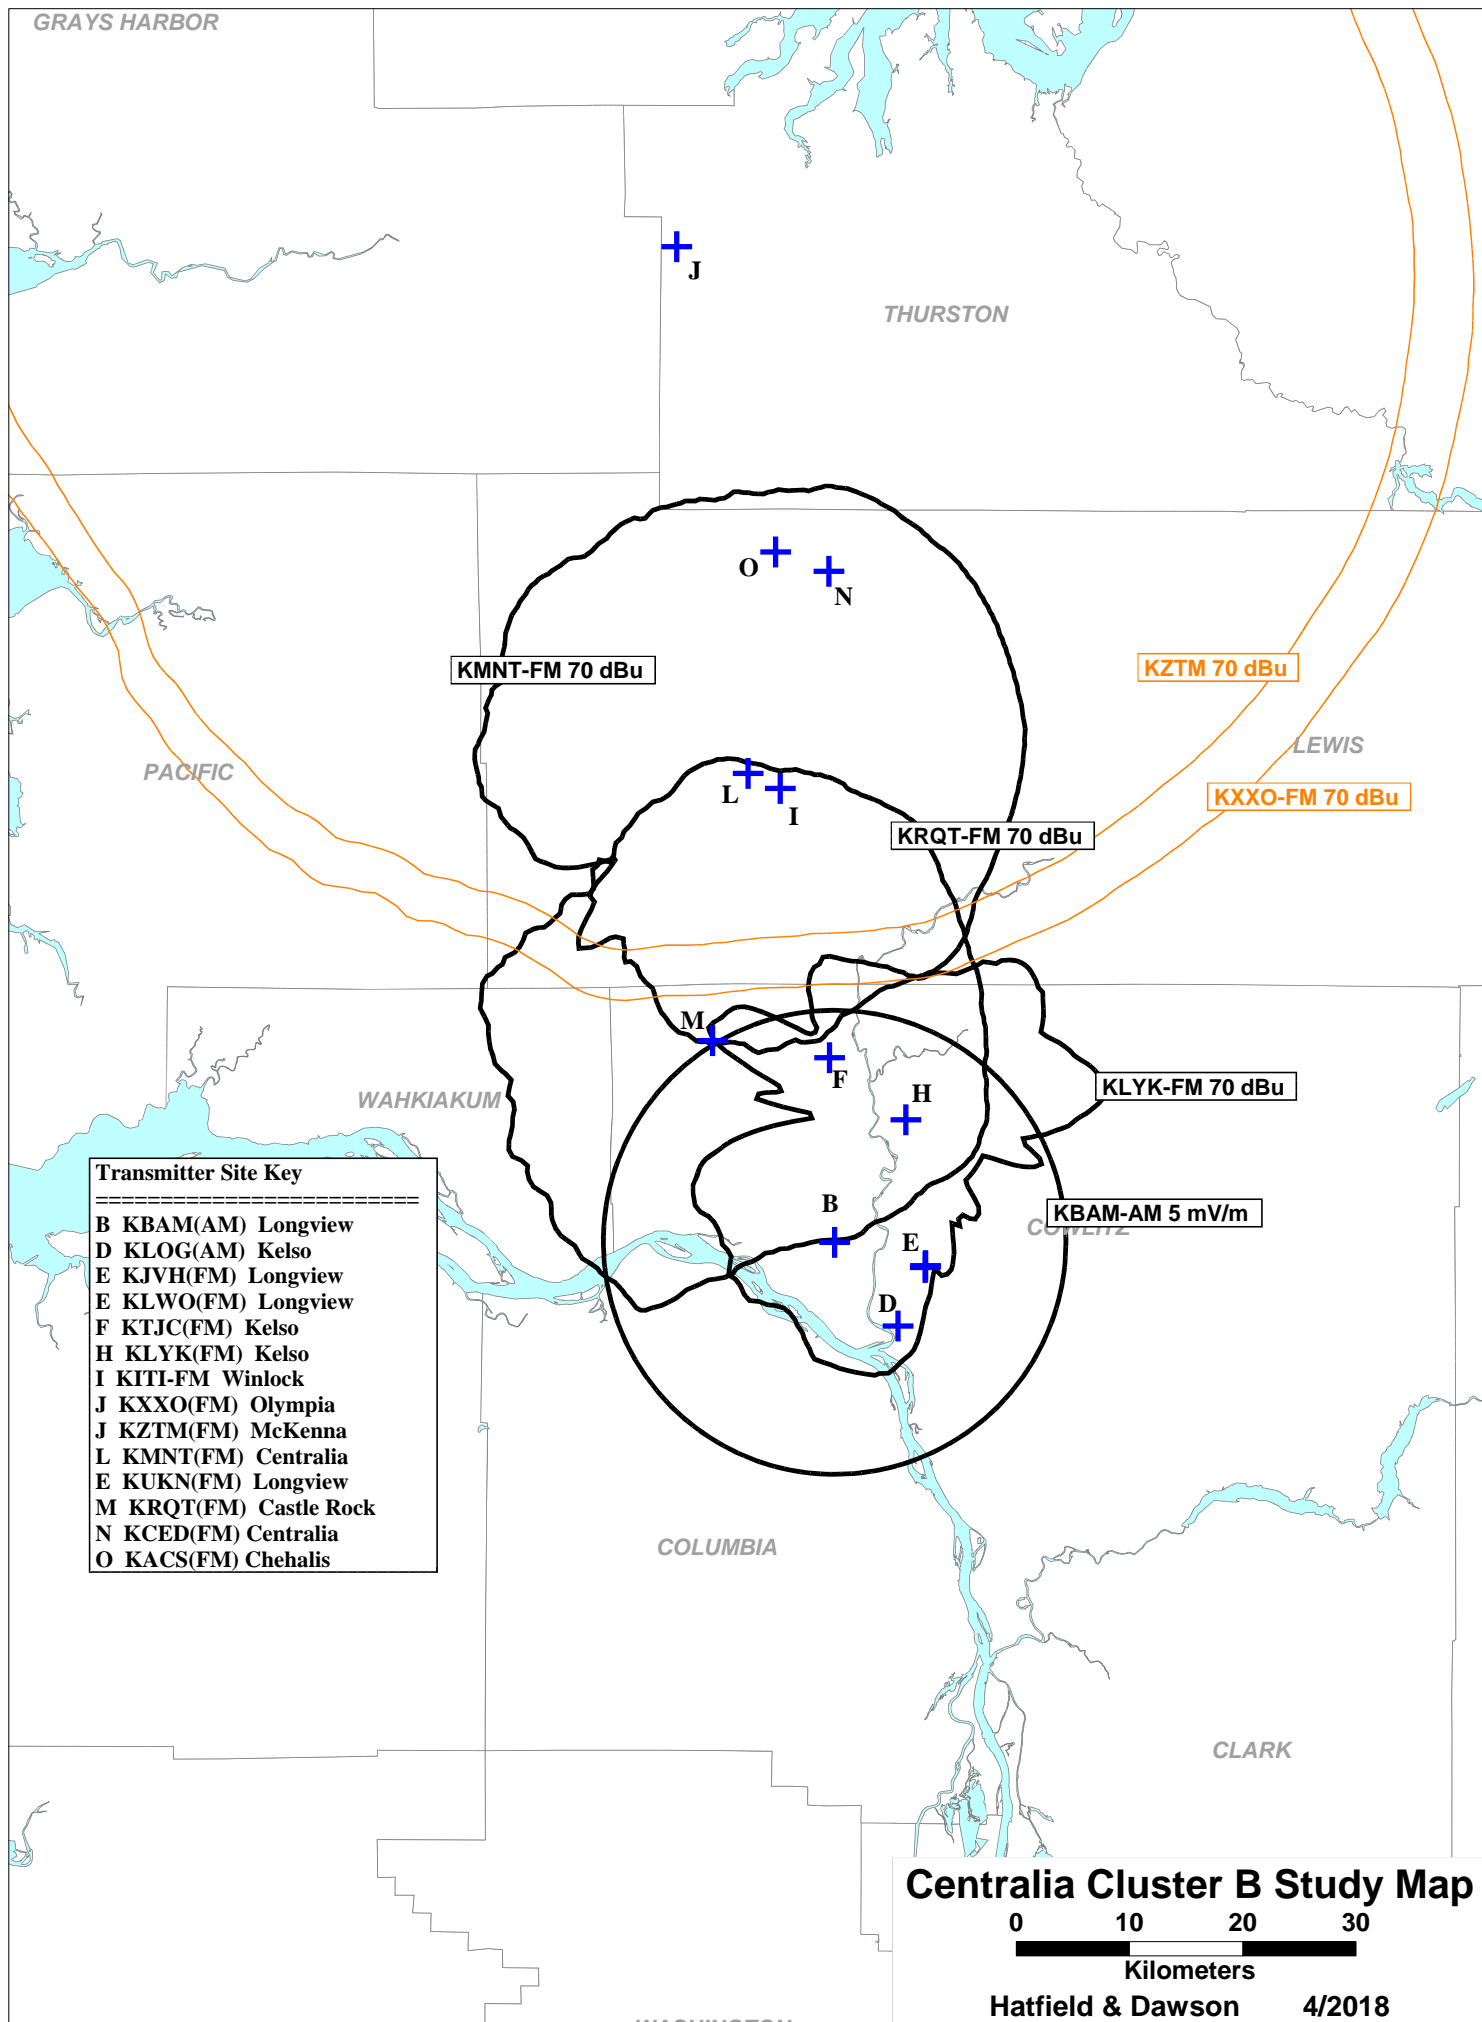 GRAYS HARBOR
J
THURSTON
O
N
KMNT-FM 70 dBu
KZTM 70 dBu
LEWIS
PACIFIC
L
I
KXXO-FM 70 dBu
KRQT-FM 70 dBu
M
F
KLYK-FM 70 dBu
H
WAHKIAKUM
Transmitter Site Key
=========================
B KBAM(AM) Longview
D KLOG(AM) Kelso
E KJVH(FM) Longview
E KLWO(FM) Longview
F KTJC(FM) Kelso
H KLYK(FM) Kelso
I KITI-FM Winlock
J KXXO(FM) Olympia
J KZTM(FM) McKenna
L KMNT(FM) Centralia
E KUKN(FM) Longview
M KRQT(FM) Castle Rock
N KCED(FM) Centralia
O KACS(FM) Chehalis
B
KBAM-AM 5 mV/m
COWLITZ
E
D
COLUMBIA
CLARK
Centralia Cluster B Study Map
0 10 20 30
Kilometers
Hatfield & Dawson 4/2018
WASHINGTON